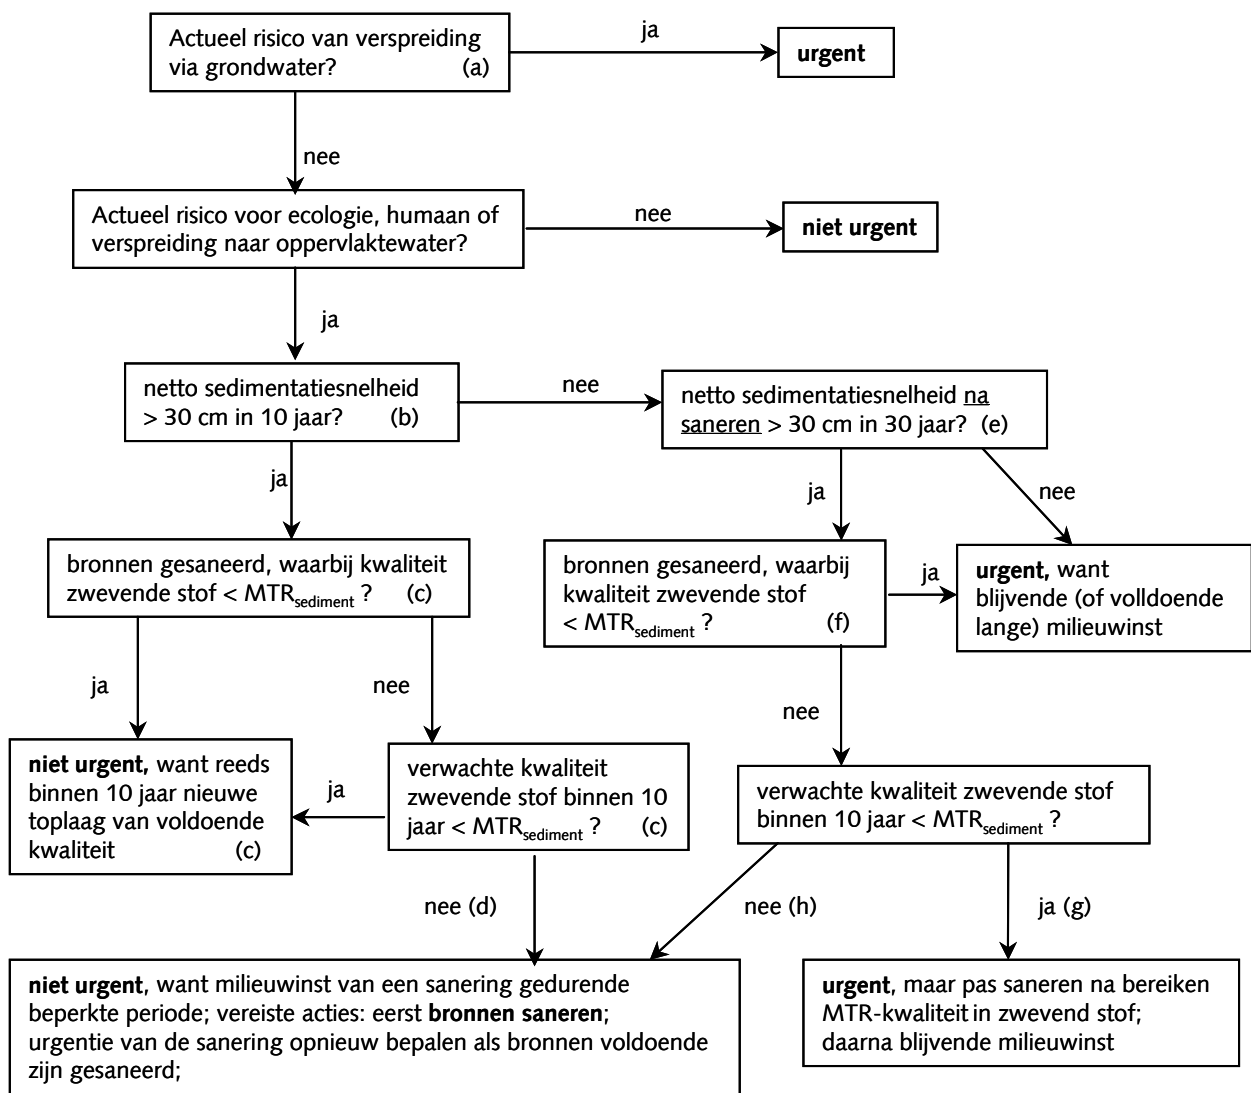 Actueel risico van verspreiding
via grondwater? (a)
ja
urgent
nee
Actueel risico voor ecologie, humaan of
verspreiding naar oppervlaktewater?
nee
niet urgent
ja
netto sedimentatiesnelheid
> 30 cm in 10 jaar? (b)
nee
netto sedimentatiesnelheid na
saneren > 30 cm in 30 jaar? (e)
ja
ja
nee
bronnen gesaneerd, waarbij kwaliteit
zwevende stof < MTRsediment ? (c)
bronnen gesaneerd, waarbij
kwaliteit zwevende stof
< MTRsediment ? (f)
ja
urgent, want
blijvende (of volldoende
lange) milieuwinst
ja
nee
nee
niet urgent, want reeds
binnen 10 jaar nieuwe
toplaag van voldoende
kwaliteit (c)
ja
verwachte kwaliteit
zwevende stof binnen 10
jaar < MTRsediment ? (c)
verwachte kwaliteit zwevende stof
binnen 10 jaar < MTRsediment ?
nee (d)
nee (h)
ja (g)
niet urgent, want milieuwinst van een sanering gedurende
beperkte periode; vereiste acties: eerst bronnen saneren;
urgentie van de sanering opnieuw bepalen als bronnen voldoende
zijn gesaneerd;
urgent, maar pas saneren na bereiken
MTR-kwaliteit in zwevend stof;
daarna blijvende milieuwinst